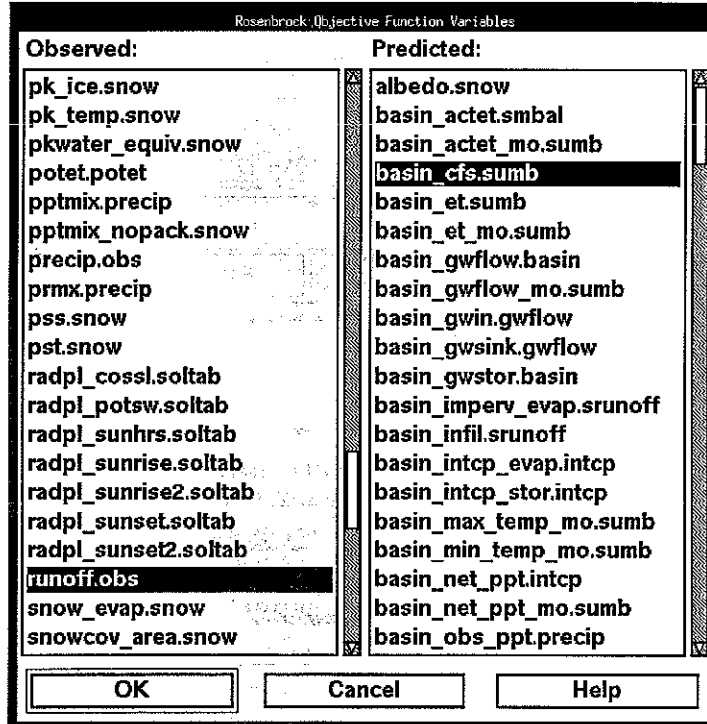 Rosenbrock Objective Function Variables
Observed:
pk_ice.snow
pk_temp.snow
pkwater_equiv.snow
potet.potet
pptmix.precip
pptmix_nopack.snow
precip.obs
prmx.precip
pss.snow
pst.snow
radpl_cossl.soltab
radpl_potsw.soltab
radpl_sunhrs.soltab
radpl_sunrise.soltab
radpl_sunrise2.soltab
radpl_sunset.soltab
radpl_sunset2.soltab
runoff.obs
snow_evap.snow
snowcov_area.snow
Predicted:
albedo.snow
basin_actet.smbal
basin_actet_mo.sumb
basin_cfs.sumb
basin_et.sumb
basin_et_mo.sumb
basin_gwflow.basin
basin_gwflow_mo.sumb
basin_gwin.gwflow
basin_gwsink.gwflow
basin_gwstor.basin
basin_imperv_evap.srunoff
basin_infil.srunoff
basin_intcp_evap.intcp
basin_intcp_stor.intcp
basin_max_temp_mo.sumb
basin_min_temp_mo.sumb
basin_net_ppt.intcp
basin_net_ppt_mo.sumb
basin_obs_ppt.precip
OK
Cancel
Help